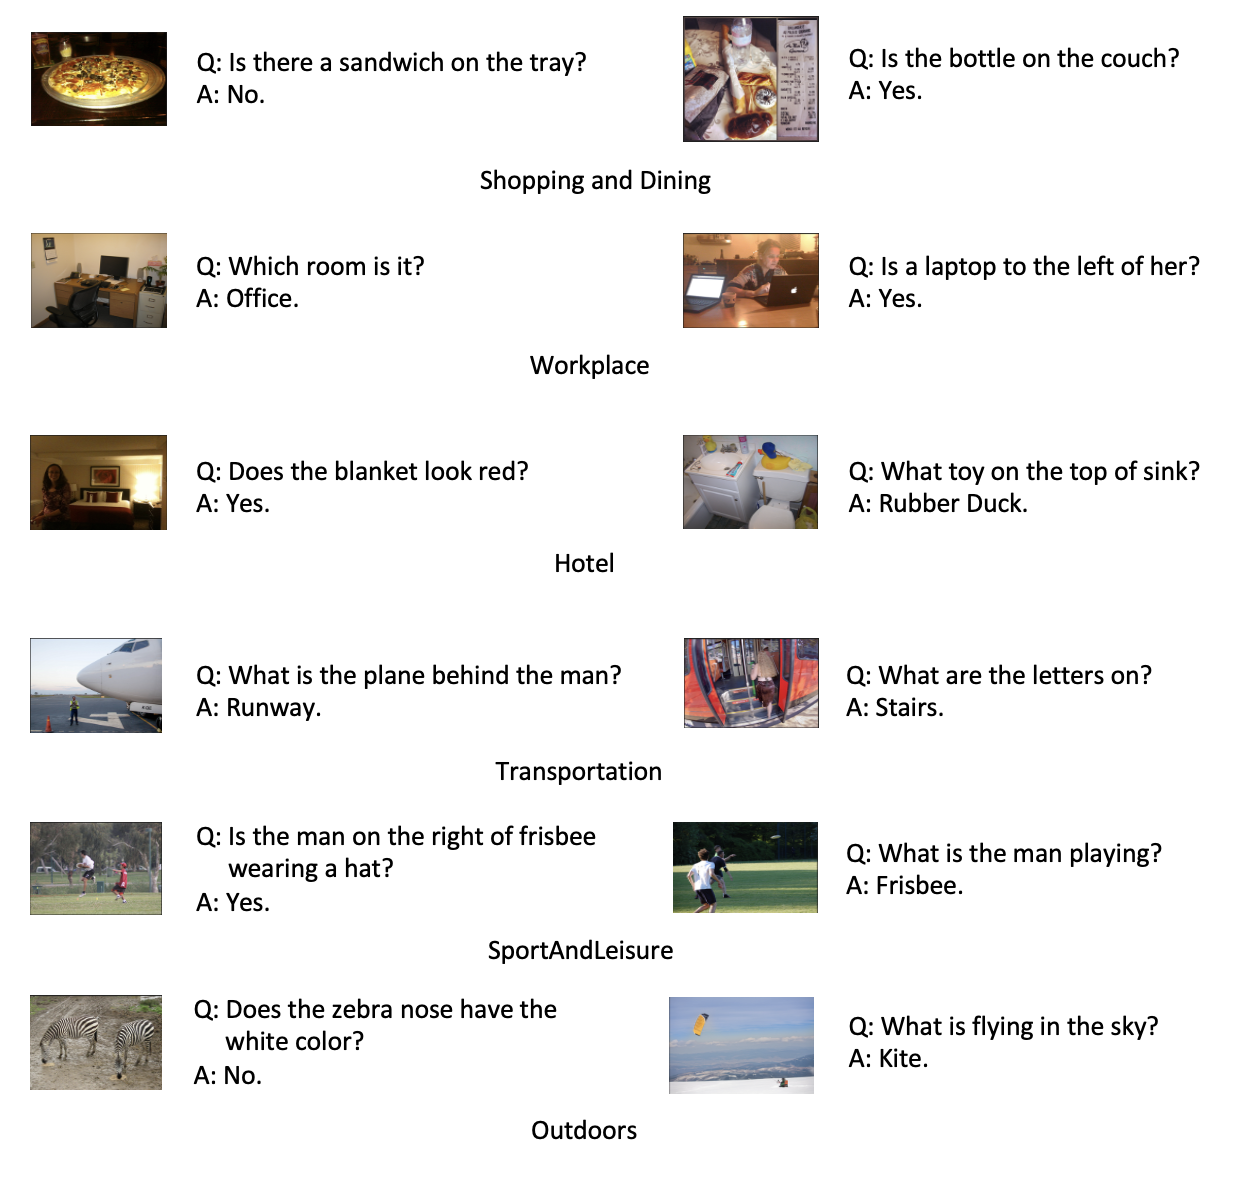 Q: Is there a sandwich on the tray?
A: No.
Q: Is the bottle on the couch?
A: Yes.
Shopping and Dining
Q: Which room is it?
A: Office.
Q: Is a laptop to the left of her?
A: Yes.
Workplace
Q: Does the blanket look red?
A: Yes.
Q: What toy on the top of sink?
A: Rubber Duck.
Hotel
Q: What is the plane behind the man?
A: Runway.
Q: What are the letters on?
A: Stairs.
Transportation
Q: Is the man on the right of frisbee
wearing a hat?
A: Yes.
Q: What is the man playing?
A: Frisbee.
SportAndLeisure
Q: Does the zebra nose have the
white color?
A: No.
Q: What is flying in the sky?
A: Kite.
Outdoors